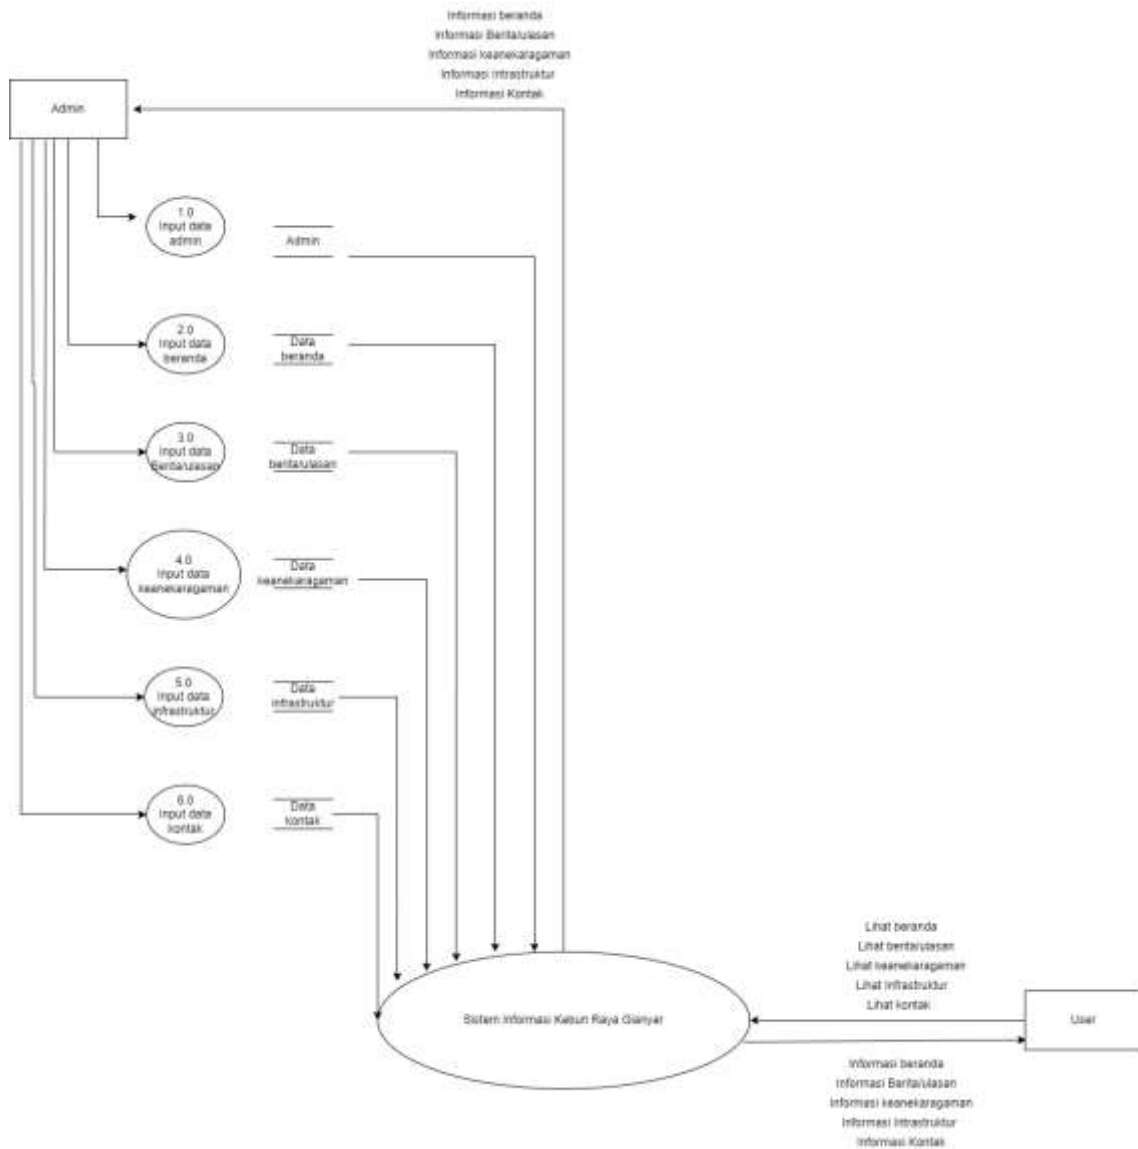 Informasi beranda
Informasi Berita/ulasan
Informasi keanekaragaman
Informasi Intrastruktur
Informasi Kontak
Admin
1.0
Input data
admin
Admin
2.0
Input data
beranda
Data
beranda
3.0
Input data
Berita/ulasan
Data
berita/ulasan
4.0
Input data
keanekaragaman
Data
keanekaragaman
5.0
Input data
infrastruktur
Data
infrastruktur
6.0
Input data
kontak
Data
kontak
Sistem Informasi Kebun Raya Gianyar
Lihat beranda
Lihat berita/ulasan
Lihat keanekaragaman
Lihat Infrastruktur
Lihat kontak
User
Informasi beranda
Informasi Berita/ulasan
Informasi keanekaragaman
Informasi Intrastruktur
Informasi Kontak